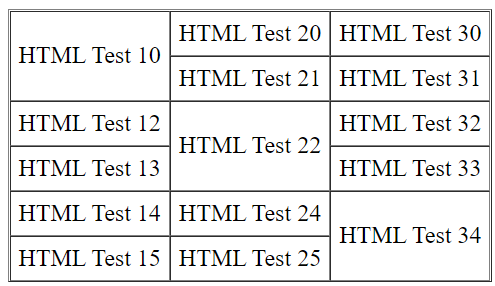 HTML Test 10
HTML Test 20
HTML Test 30
HTML Test 21
HTML Test 31
HTML Test 12
HTML Test 22
HTML Test 32
HTML Test 13
HTML Test 33
HTML Test 14
HTML Test 24
HTML Test 34
HTML Test 15
HTML Test 25